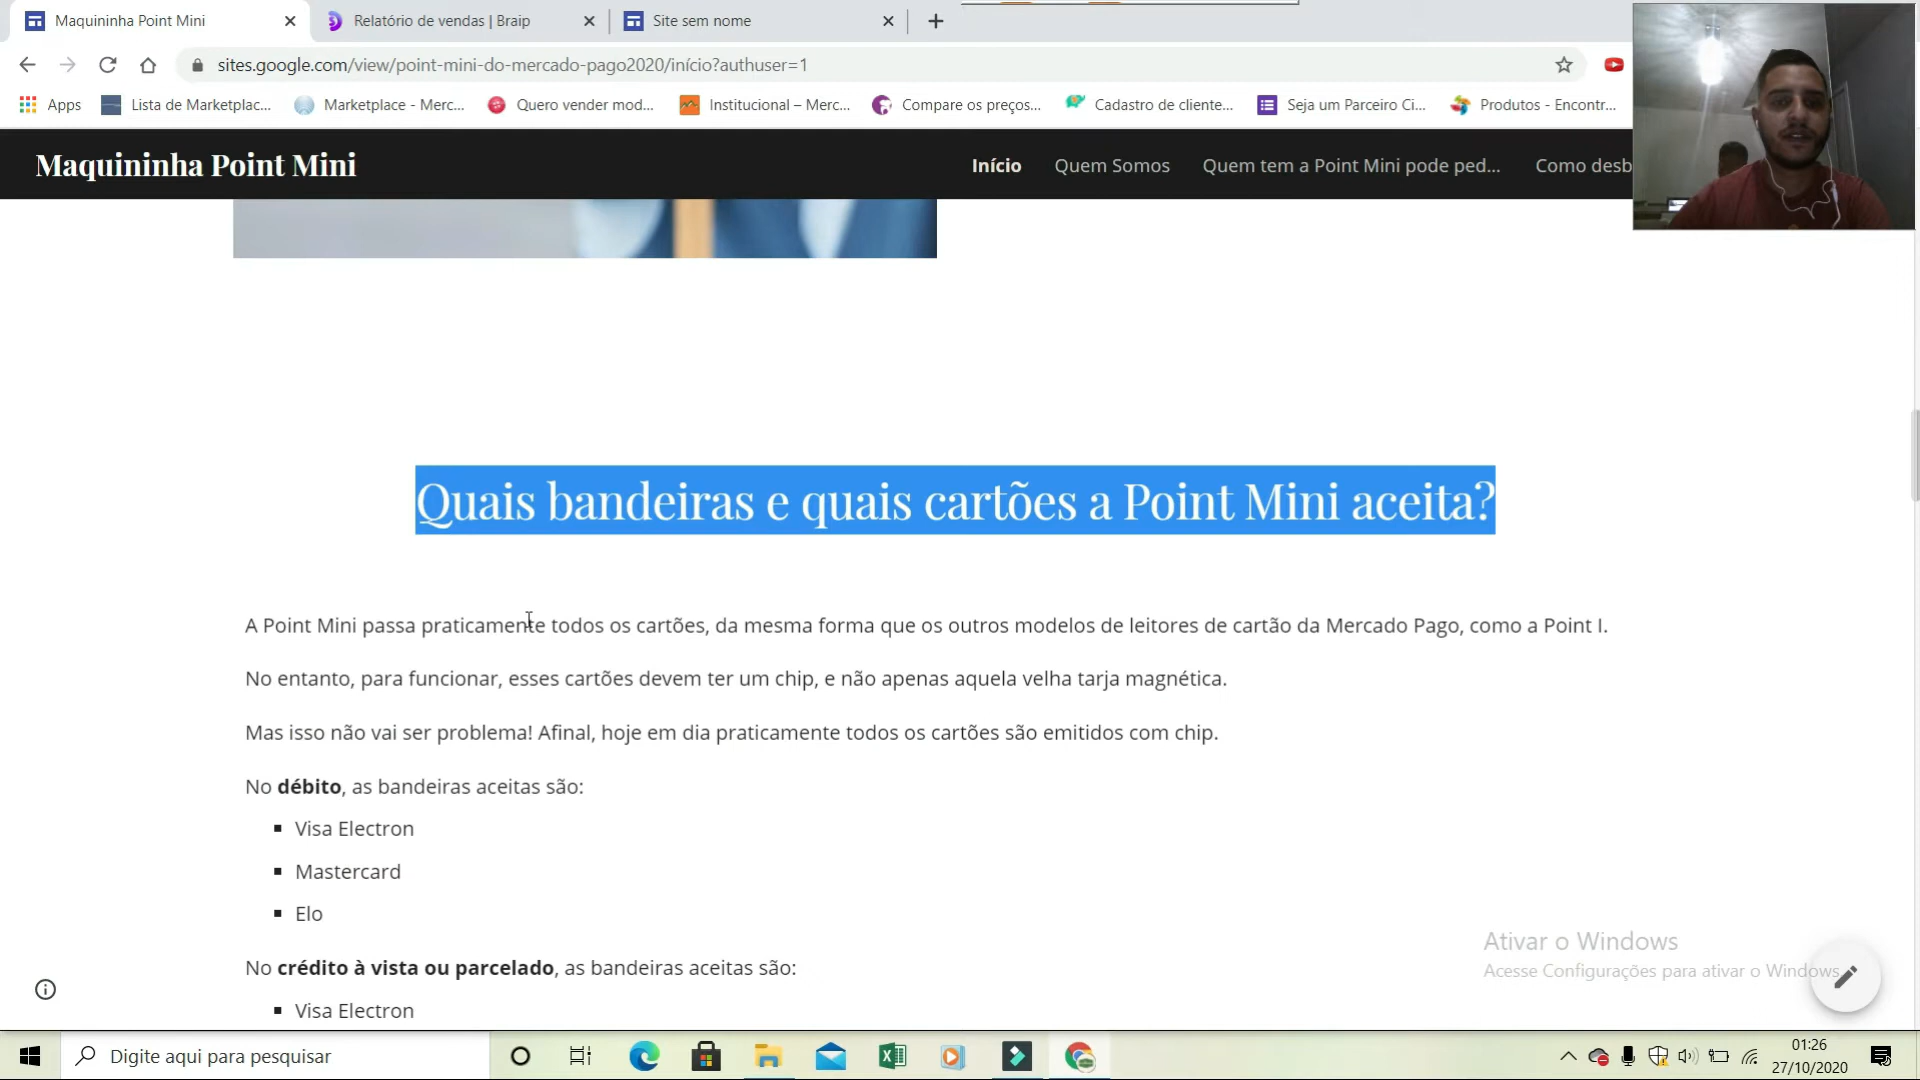 Maquininha Point Mini
Relatório de vendas | Braip
Site sem nome
sites.google.com/view/point-mini-do-mercado-pago2020/início?authuser=1
Apps
Lista de Marketplac...
Marketplace - Merc...
Quero vender mod...
Institucional – Merc...
Compare os preços...
Cadastro de cliente...
Seja um Parceiro Ci...
Produtos - Encontr...
Maquininha Point Mini
Início
Quem Somos
Quem tem a Point Mini pode ped...
Como desb
Quais bandeiras e quais cartões a Point Mini aceita?
A Point Mini passa praticamente todos os cartões, da mesma forma que os outros modelos de leitores de cartão da Mercado Pago, como a Point I.
No entanto, para funcionar, esses cartões devem ter um chip, e não apenas aquela velha tarja magnética.
Mas isso não vai ser problema! Afinal, hoje em dia praticamente todos os cartões são emitidos com chip.
No débito, as bandeiras aceitas são:
Visa Electron
Mastercard
Elo
No crédito à vista ou parcelado, as bandeiras aceitas são:
Visa Electron
Ativar o Windows
Acesse Configurações para ativar o Windows.
Digite aqui para pesquisar
01:26
27/10/2020